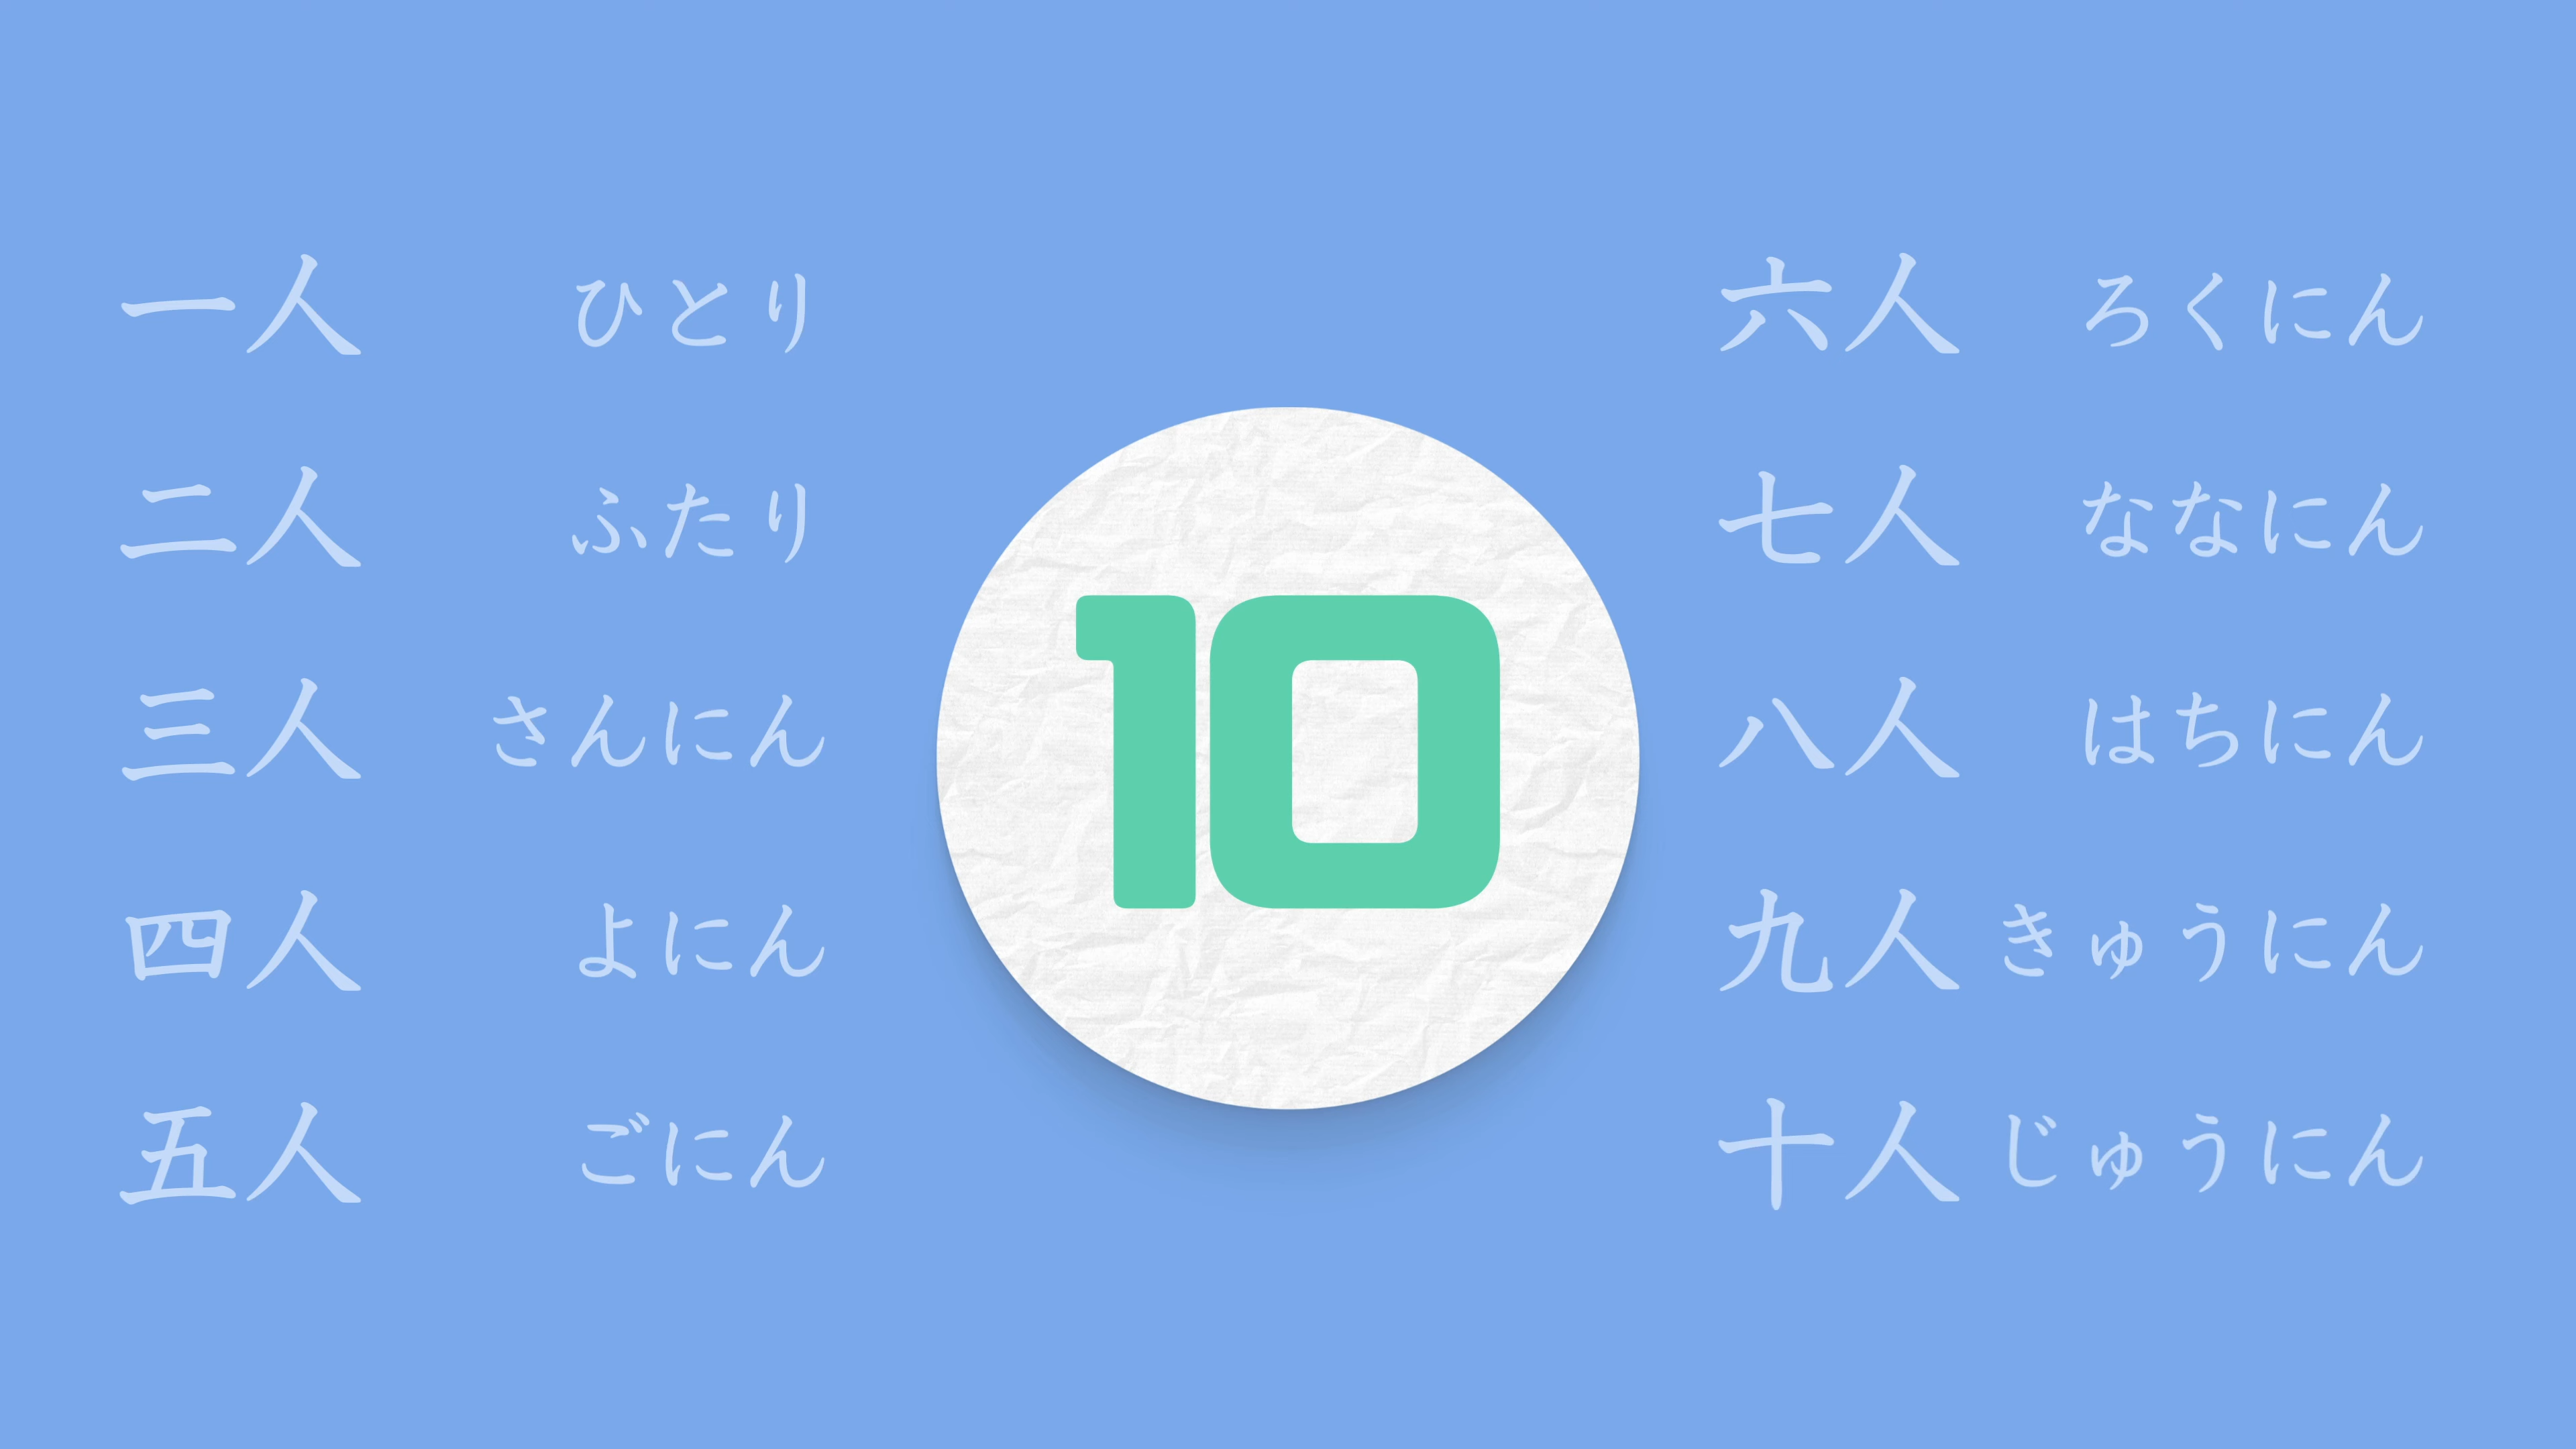 一人 ひとり
二人 ふたり
三人 さんにん
四人 よにん
五人 ごにん
10
六人 ろくにん
七人 ななにん
八人 はちにん
九人 きゅうにん
十人 じゅうにん